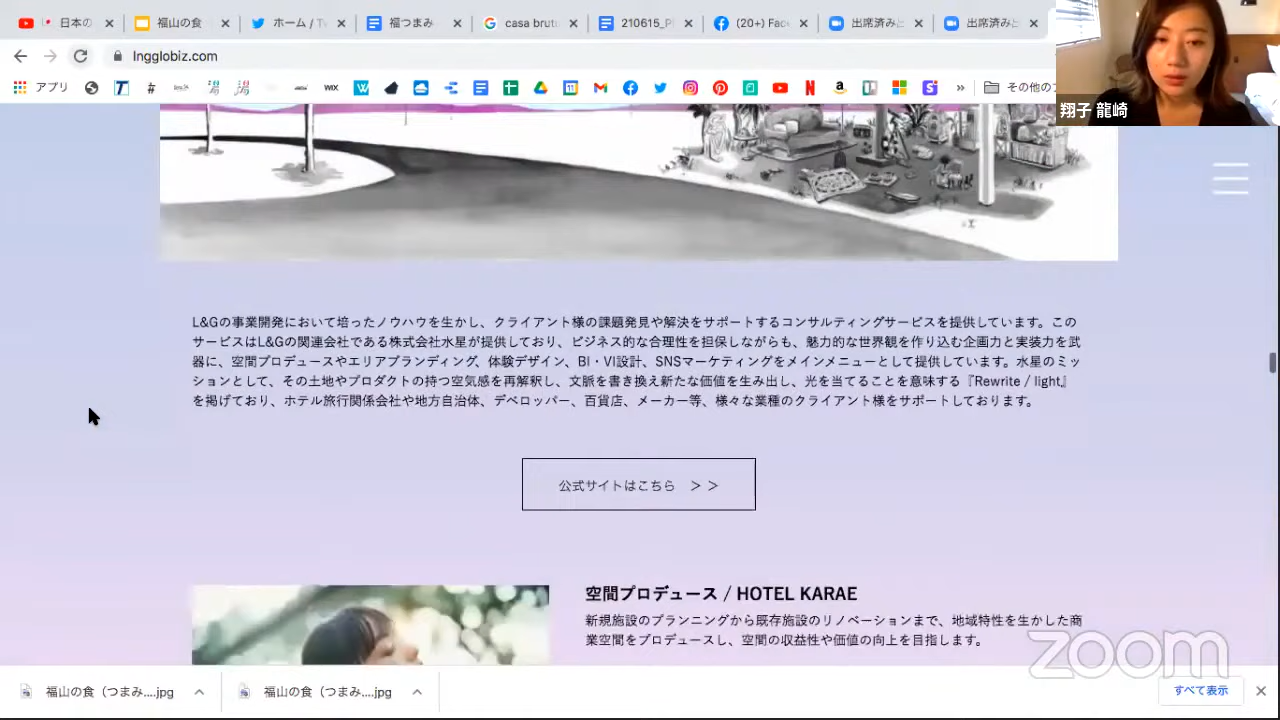 日本の
福山の食
ホーム / Tw
福つまみ
casa brutu
210615_P
(20+) Fac
出席済み
出席済み
lngglobiz.com
アプリ
WIX
その他の
翔子 龍崎
L&Gの事業開発において培ったノウハウを生かし、クライアント様の課題発見や解決をサポートするコンサルティングサービスを提供しています。この
サービスはL&Gの関連会社である株式会社水星が提供しており、ビジネス的な合理性を担保しながらも、魅力的な世界観を作り込む企画力と実装力を武
器に、空間プロデュースやエリアブランディング、体験デザイン、BI・VI設計、SNSマーケティングをメインメニューとして提供しています。水星のミッ
ションとして、その土地やプロダクトの持つ空気感を再解釈し、文脈を書き換え新たな価値を生み出し、光を当てることを意味する『Rewrite / light』
を掲げており、ホテル旅行関係会社や地方自治体、デベロッパー、百貨店、メーカー等、様々な業種のクライアント様をサポートしております。
公式サイトはこちら ＞＞
空間プロデュース / HOTEL KARAE
新規施設のプランニングから既存施設のリノベーションまで、地域特性を生かした商
業空間をプロデュースし、空間の収益性や価値の向上を目指します。
zoom
福山の食（つまみ....jpg
福山の食（つまみ....jpg
すべて表示